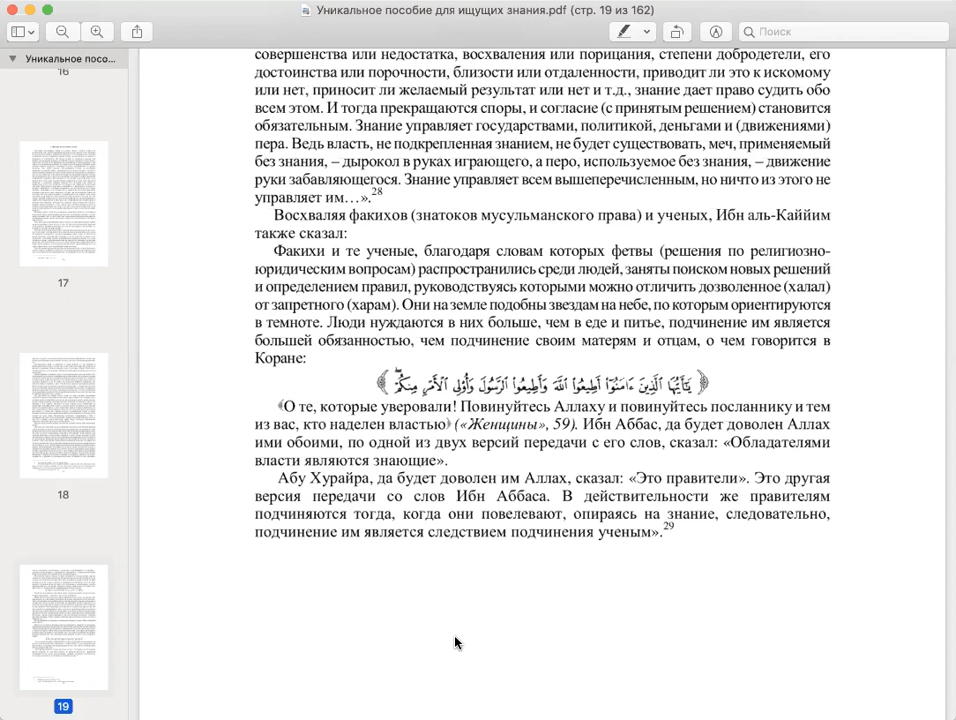 Уникальное пособие для ищущих знания.pdf (стр. 19 из 162)
Поиск
Уникальное посо...
16
17
18
19
совершенства или недостатка, восхваления или порицания, степени добродетели, его
достоинства или порочности, близости или отдаленности, приводит ли это к искомому
или нет, приносит ли желаемый результат или нет и т.д., знание дает право судить обо
всем этом. И тогда прекращаются споры, и согласие (с принятым решением) становится
обязательным. Знание управляет государствами, политикой, деньгами и (движениями)
пера. Ведь власть, не подкрепленная знанием, не будет существовать, меч, применяемый
без знания, – дырокол в руках играющего, а перо, используемое без знания, – движение
руки забавляющегося. Знание управляет всем вышеперечисленным, но ничто из этого не
управляет им…».28
Восхваляя факихов (знатоков мусульманского права) и ученых, Ибн аль-Каййим
также сказал:
Факихи и те ученые, благодаря словам которых фетвы (решения по религиозно-
юридическим вопросам) распространились среди людей, заняты поиском новых решений
и определением правил, руководствуясь которыми можно отличить дозволенное (халал)
от запретного (харам). Они на земле подобны звездам на небе, по которым ориентируются
в темноте. Люди нуждаются в них больше, чем в еде и питье, подчинение им является
большей обязанностью, чем подчинение своим матерям и отцам, о чем говорится в
Коране:
﴿ يَٰٓأَيُّهَا ٱلَّذِينَ ءَامَنُوٓا۟ أَطِيعُوا۟ ٱللَّهَ وَأَطِيعُوا۟ ٱلرَّسُولَ وَأُو۟لِى ٱلْأَمْرِ مِنكُمْ ﴾
﴾О те, которые уверовали! Повинуйтесь Аллаху и повинуйтесь посланнику и тем
из вас, кто наделен властью﴿ («Женщины», 59). Ибн Аббас, да будет доволен Аллах
ими обоими, по одной из двух версий передачи с его слов, сказал: «Обладателями
власти являются знающие».
Абу Хурайра, да будет доволен им Аллах, сказал: «Это правители». Это другая
версия передачи со слов Ибн Аббаса. В действительности же правителям
подчиняются тогда, когда они повелевают, опираясь на знание, следовательно,
подчинение им является следствием подчинения ученым».29